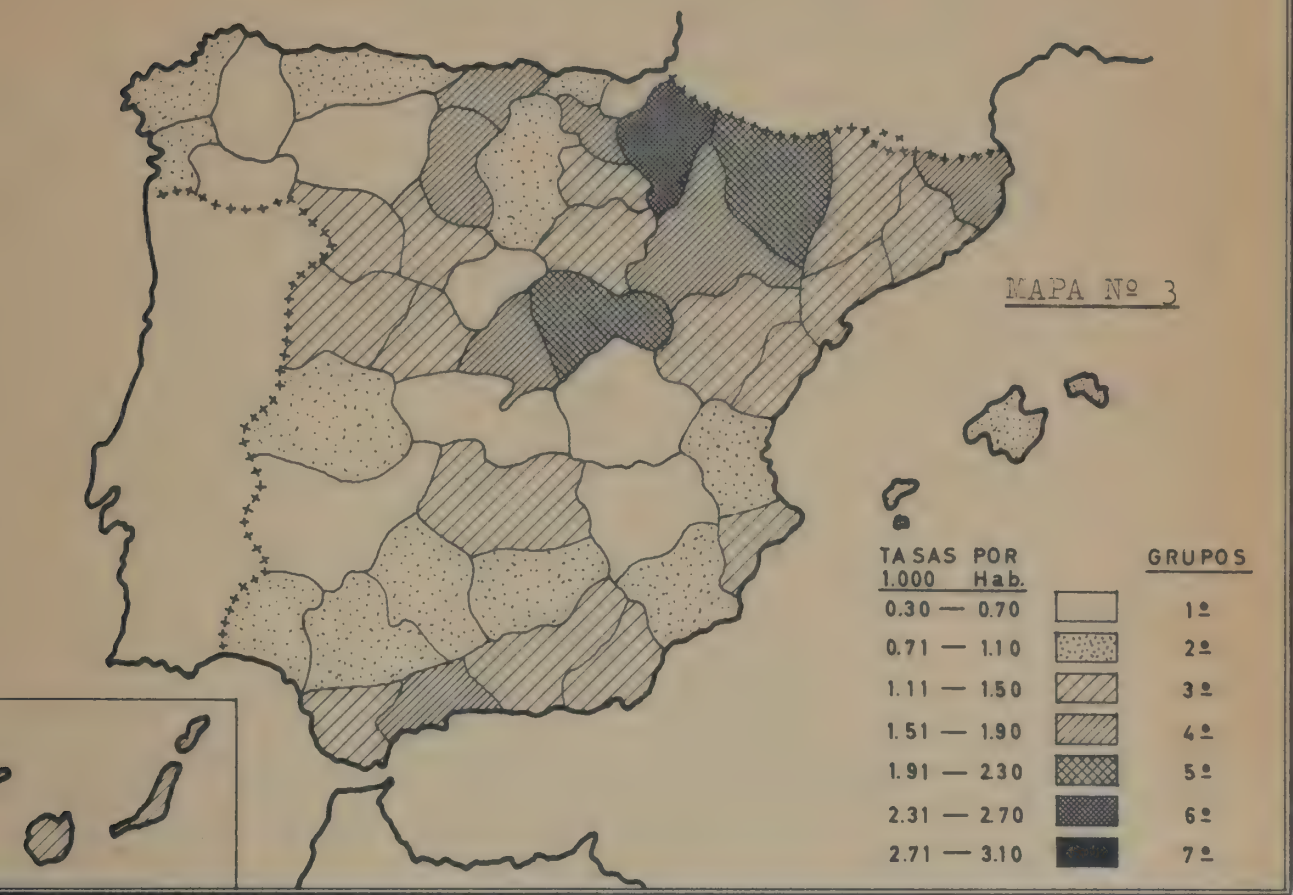 MAPA Nº 3
TASAS POR 1.000 Hab. GRUPOS
0.30 — 0.70 1º
0.71 — 1.10 2º
1.11 — 1.50 3º
1.51 — 1.90 4º
1.91 — 2.30 5º
2.31 — 2.70 6º
2.71 — 3.10 7º